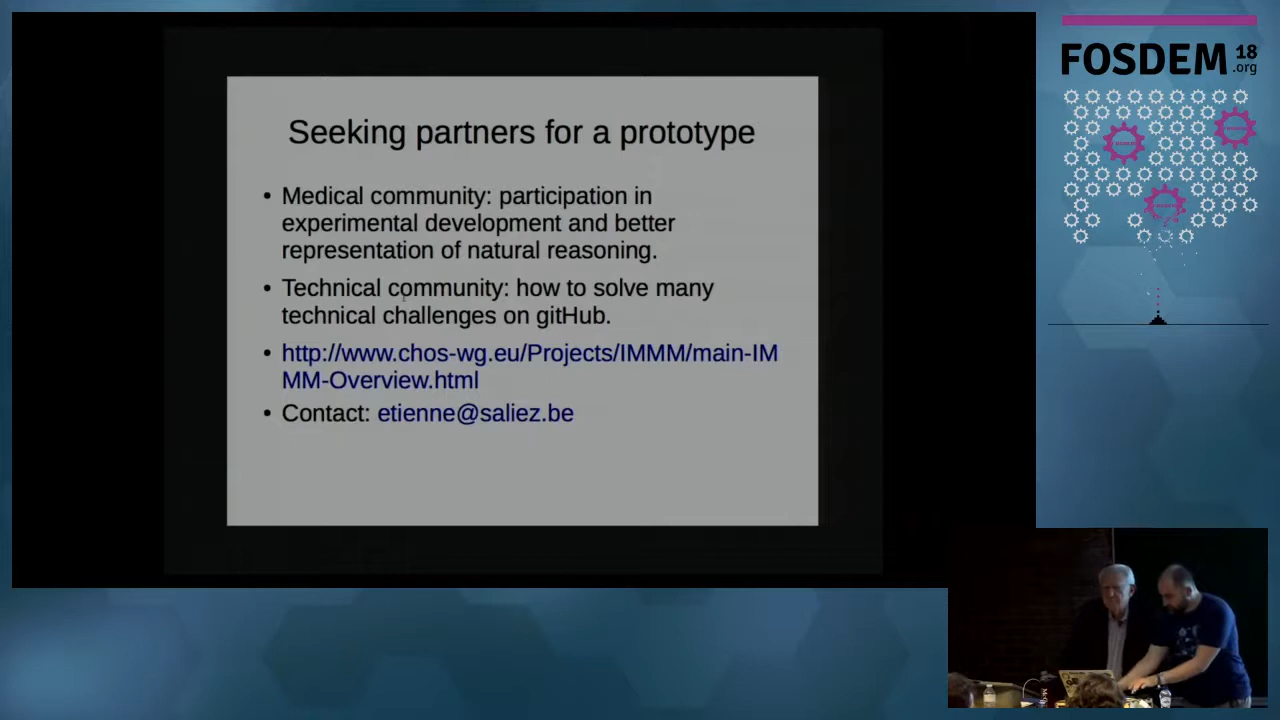 Seeking partners for a prototype
• Medical community: participation in
experimental development and better
representation of natural reasoning.
• Technical community: how to solve many
technical challenges on gitHub.
• http://www.chos-wg.eu/Projects/IMMM/main-IM
MM-Overview.html
• Contact: etienne@saliez.be
FOSDEM 18
.org